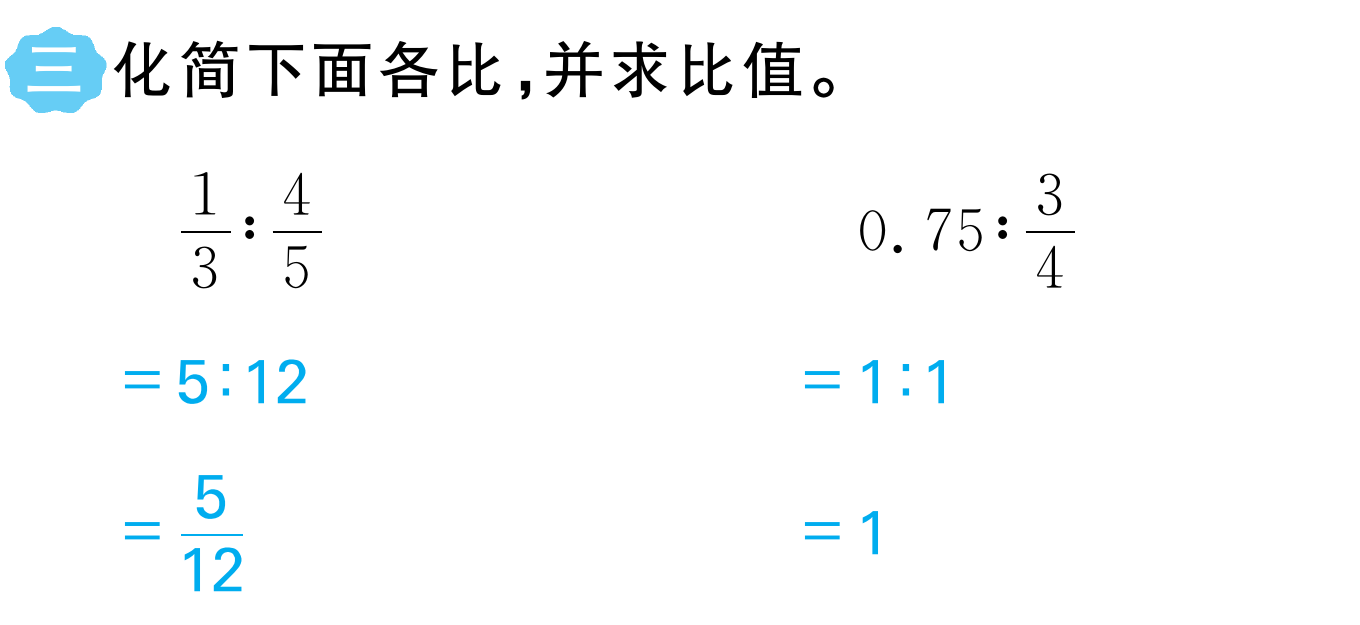 三 化简下面各比,并求比值。
1/3 : 4/5    0.75 : 3/4
= 5:12    = 1:1
= 5/12    = 1